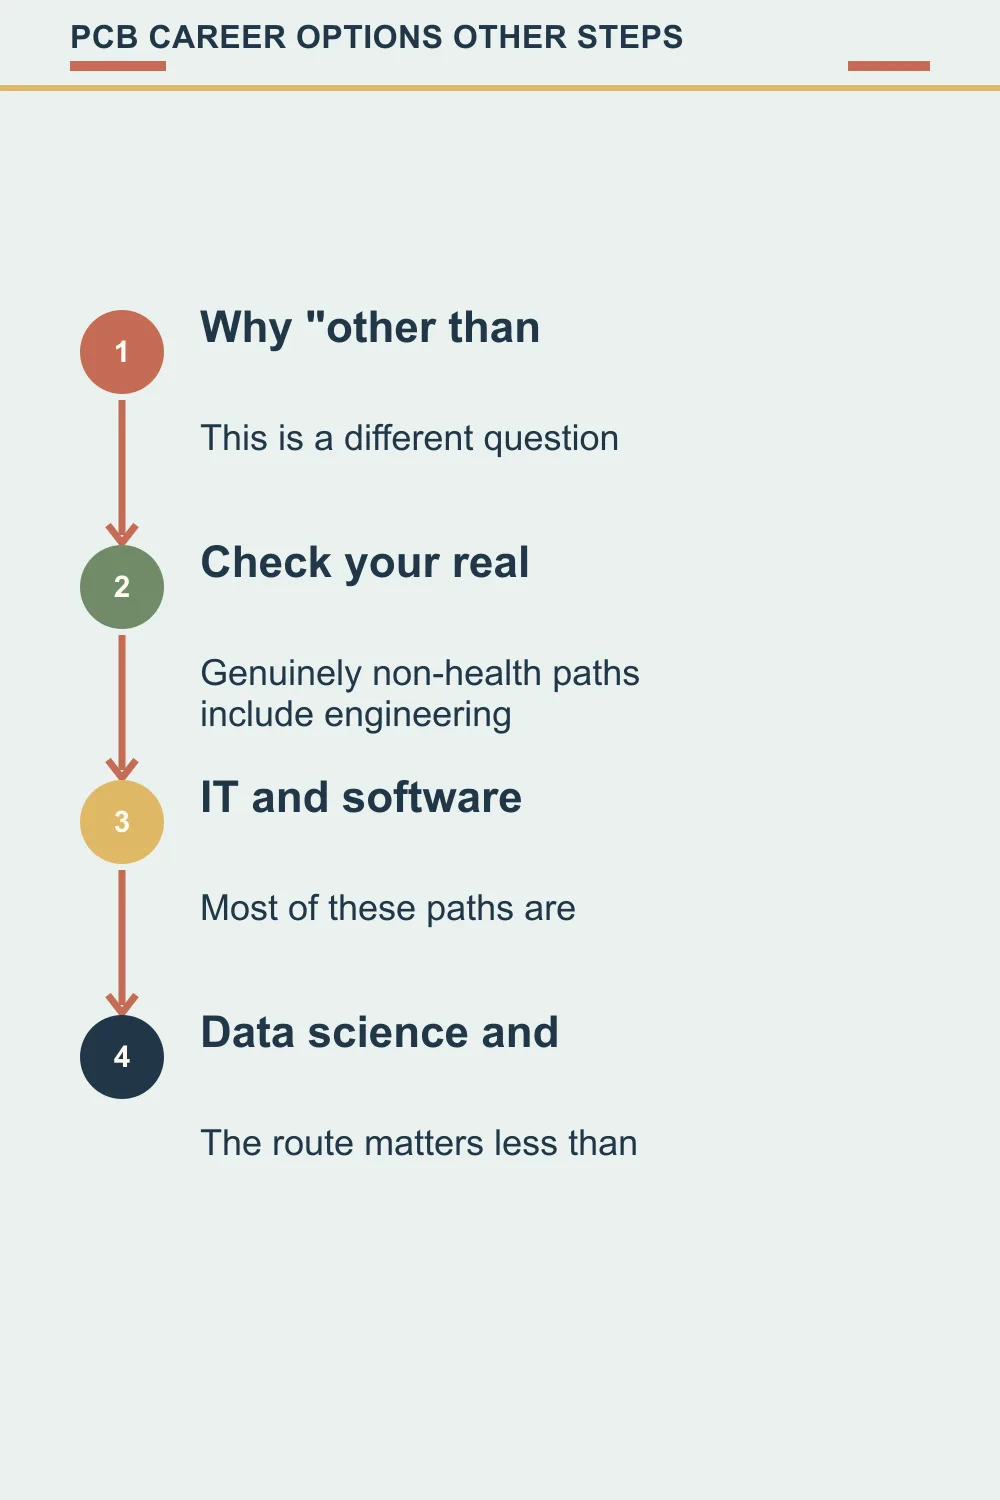 PCB CAREER OPTIONS OTHER STEPS
1
Why "other than
This is a different question
2
Check your real
Genuinely non-health paths
include engineering
3
IT and software
Most of these paths are
4
Data science and
The route matters less than